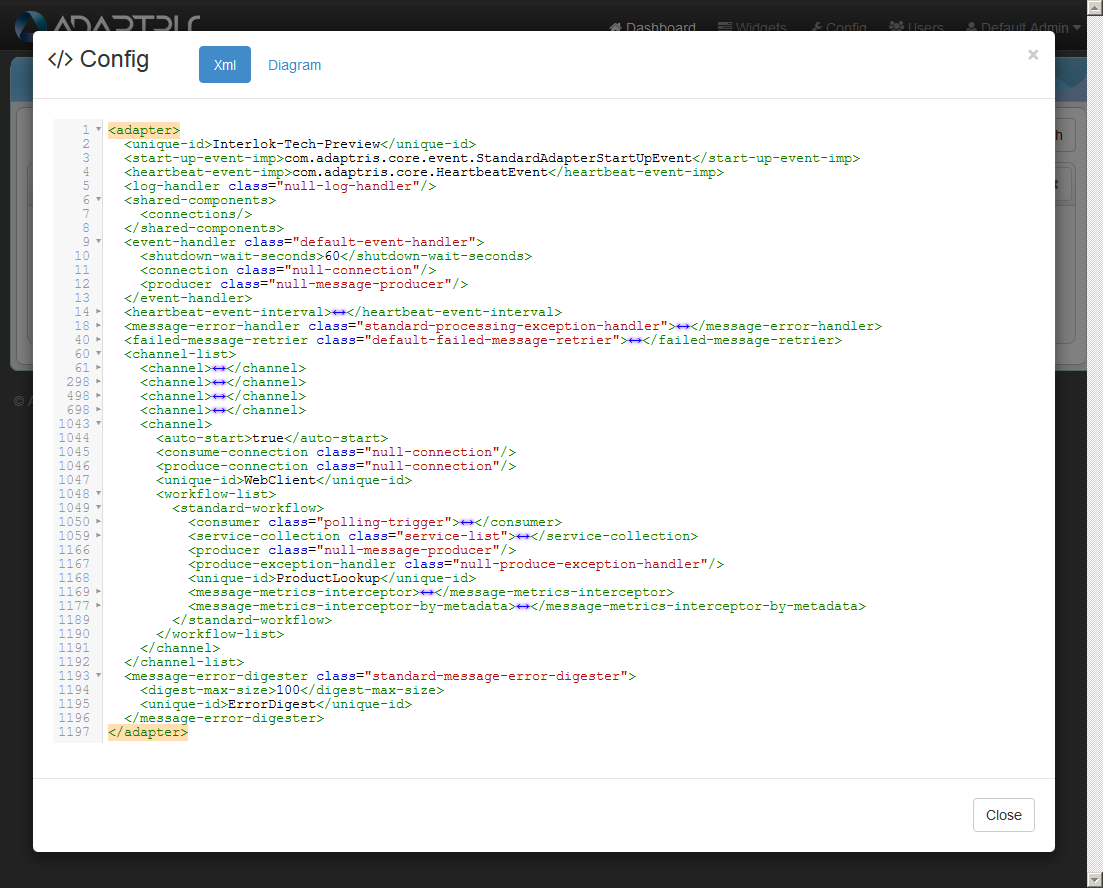 ADAPTRIS
Dashboard Widgets Config Users Default Admin
</> Config Xml Diagram ×
1 <adapter>
2 <unique-id>Interlok-Tech-Preview</unique-id>
3 <start-up-event-imp>com.adaptris.core.event.StandardAdapterStartUpEvent</start-up-event-imp>
4 <heartbeat-event-imp>com.adaptris.core.HeartbeatEvent</heartbeat-event-imp>
5 <log-handler class="null-log-handler"/>
6 <shared-components>
7 <connections/>
8 </shared-components>
9 <event-handler class="default-event-handler">
10 <shutdown-wait-seconds>60</shutdown-wait-seconds>
11 <connection class="null-connection"/>
12 <producer class="null-message-producer"/>
13 </event-handler>
14 <heartbeat-event-interval>↔</heartbeat-event-interval>
18 <message-error-handler class="standard-processing-exception-handler">↔</message-error-handler>
40 <failed-message-retrier class="default-failed-message-retrier">↔</failed-message-retrier>
60 <channel-list>
61 <channel>↔</channel>
298 <channel>↔</channel>
498 <channel>↔</channel>
698 <channel>↔</channel>
1043 <channel>
1044 <auto-start>true</auto-start>
1045 <consume-connection class="null-connection"/>
1046 <produce-connection class="null-connection"/>
1047 <unique-id>WebClient</unique-id>
1048 <workflow-list>
1049 <standard-workflow>
1050 <consumer class="polling-trigger">↔</consumer>
1059 <service-collection class="service-list">↔</service-collection>
1166 <producer class="null-message-producer"/>
1167 <produce-exception-handler class="null-produce-exception-handler"/>
1168 <unique-id>ProductLookup</unique-id>
1169 <message-metrics-interceptor>↔</message-metrics-interceptor>
1177 <message-metrics-interceptor-by-metadata>↔</message-metrics-interceptor-by-metadata>
1189 </standard-workflow>
1190 </workflow-list>
1191 </channel>
1192 </channel-list>
1193 <message-error-digester class="standard-message-error-digester">
1194 <digest-max-size>100</digest-max-size>
1195 <unique-id>ErrorDigest</unique-id>
1196 </message-error-digester>
1197 </adapter>
Close